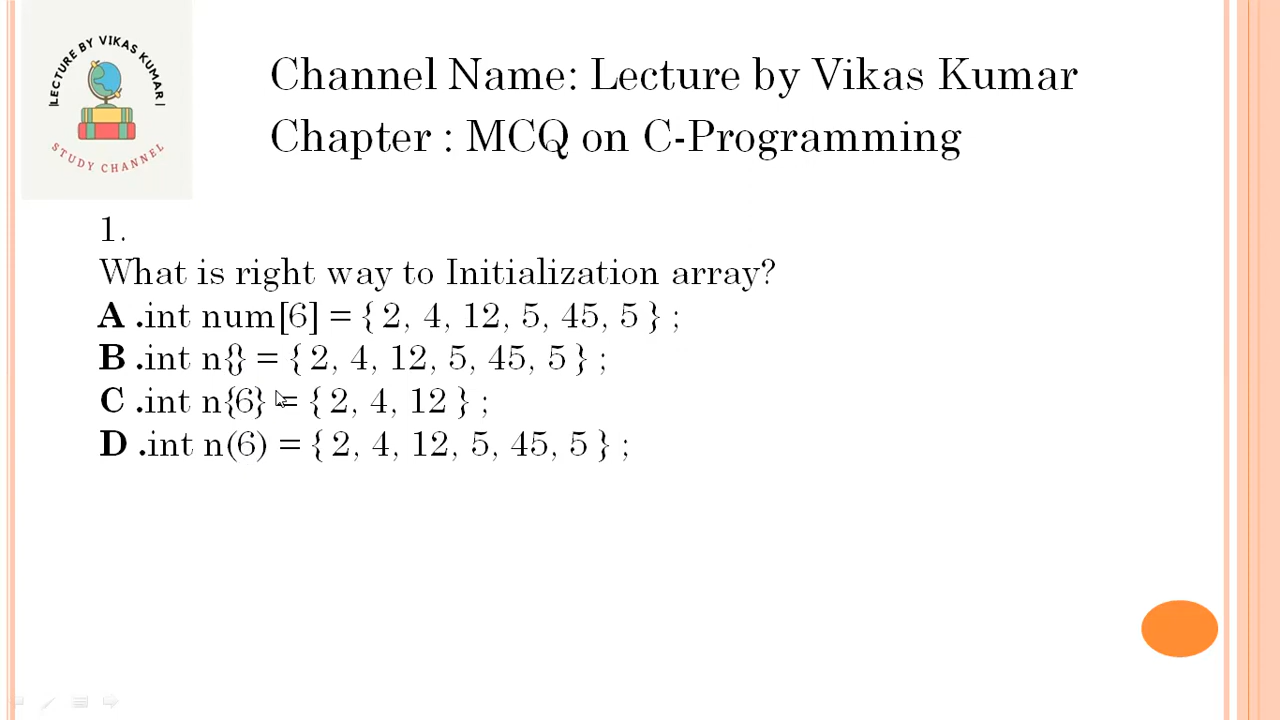 LECTURE BY VIKAS KUMAR
STUDY CHANNEL
Channel Name: Lecture by Vikas Kumar
Chapter : MCQ on C-Programming
1.
What is right way to Initialization array?
A .int num[6] = { 2, 4, 12, 5, 45, 5 } ;
B .int n{} = { 2, 4, 12, 5, 45, 5 } ;
C .int n{6} = { 2, 4, 12 } ;
D .int n(6) = { 2, 4, 12, 5, 45, 5 } ;